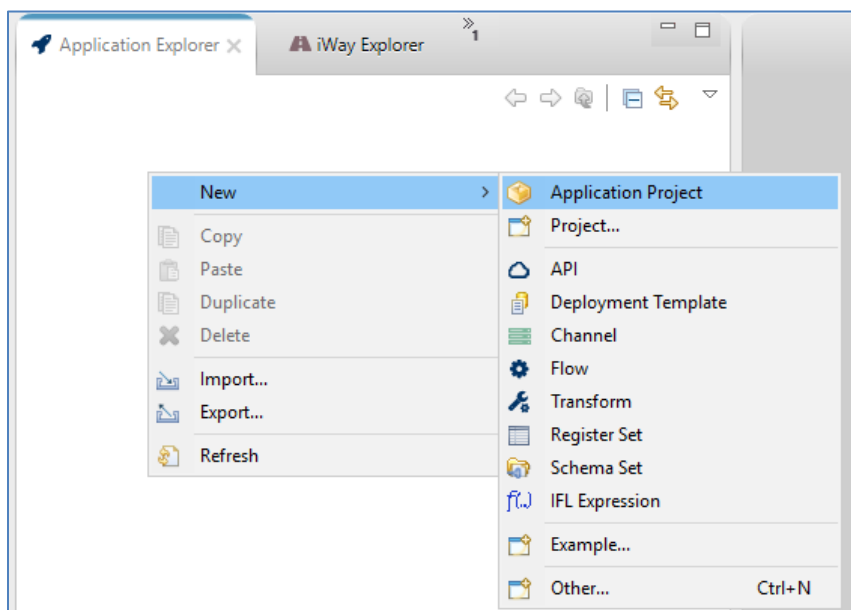 Application Explorer
iWay Explorer
»1
New
Copy
Paste
Duplicate
Delete
Import...
Export...
Refresh
Application Project
Project...
API
Deployment Template
Channel
Flow
Transform
Register Set
Schema Set
f(..) IFL Expression
Example...
Other... Ctrl+N